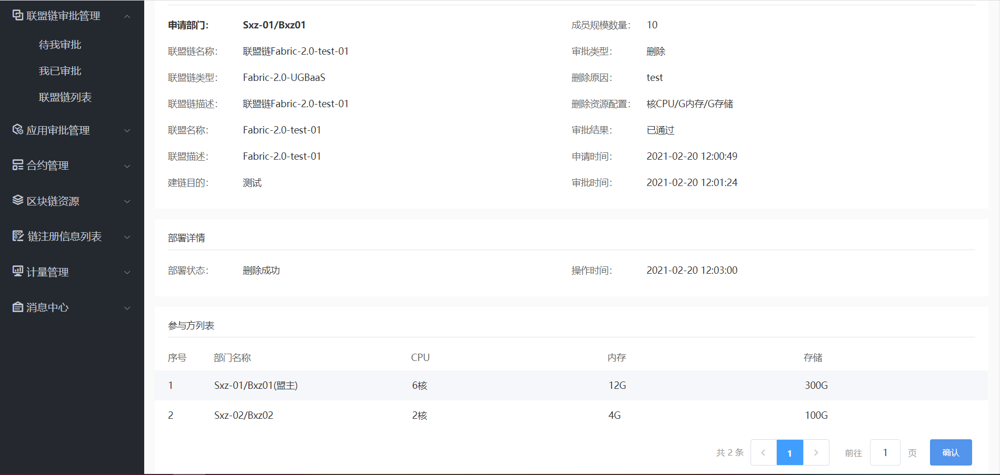 联盟链审批管理
待我审批
我已审批
联盟链列表
应用审批管理
合约管理
区块链资源
链注册信息列表
计量管理
消息中心
申请部门： Sxz-01/Bxz01 成员规模数量： 10
联盟链名称： 联盟链Fabric-2.0-test-01 审批类型： 删除
联盟链类型： Fabric-2.0-UGBaaS 删除原因： test
联盟链描述： 联盟链Fabric-2.0-test-01 删除资源配置： 核CPU/G内存/G存储
联盟名称： Fabric-2.0-test-01 审批结果： 已通过
联盟描述： Fabric-2.0-test-01 申请时间： 2021-02-20 12:00:49
建链目的： 测试 审批时间： 2021-02-20 12:01:24
部署详情
部署状态： 删除成功 操作时间： 2021-02-20 12:03:00
参与方列表
序号 部门名称 CPU 内存 存储
1 Sxz-01/Bxz01(盟主) 6核 12G 300G
2 Sxz-02/Bxz02 2核 4G 100G
共 2 条 1 前往 1 页 确认